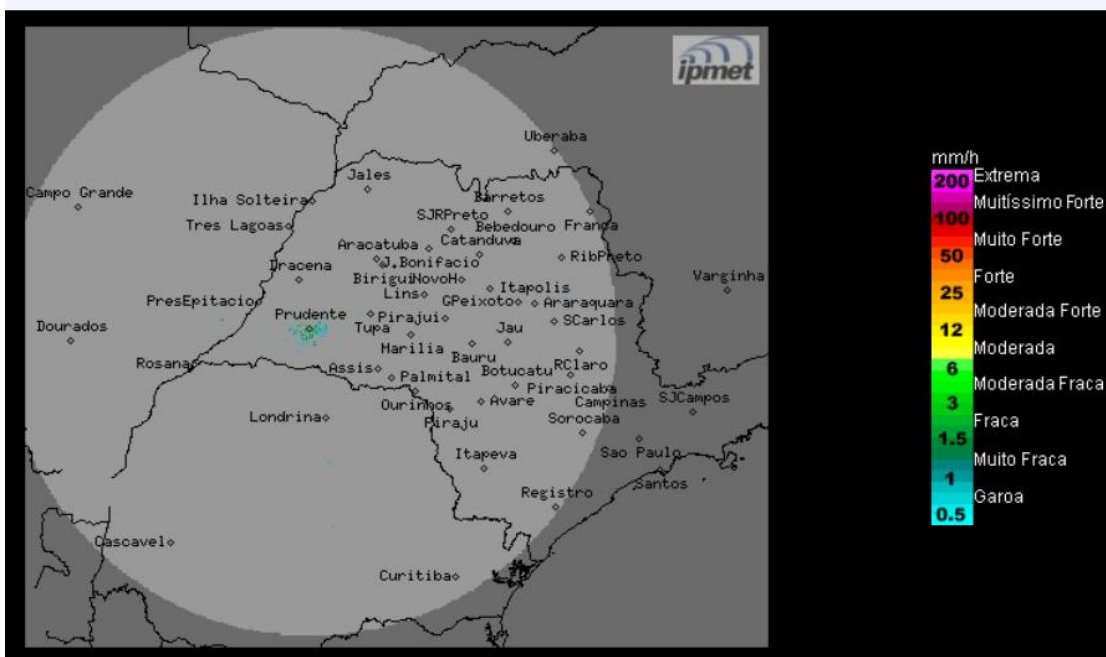 ipmet
Uberaba
Campo Grande
Jales
Ilha Solteira
Barretos
SJRPreto
Tres Lagoas
Bebedouro
Franca
Catanduva
Aracatuba
J.Bonifacio
RibPreto
Dracena
BiriguiNovoH
Itapolis
Varginha
Lins
PresEpitacio
GPeixoto
Araraquara
Prudente
Pirajui
SCarlos
Dourados
Tupa
Jau
Marilia
Bauru
Rosana
Assis
Botucatu
RClaro
Palmital
Piracicaba
Ourinhos
Avare
Campinas
SJCampos
Londrina
Piraju
Sorocaba
Itapeva
Sao Paulo
Registro
Santos
Cascavel
Curitiba
mm/h
200 Extrema
Muitíssimo Forte
100
Muito Forte
50
Forte
25
Moderada Forte
12
Moderada
6
Moderada Fraca
3
Fraca
1.5
Muito Fraca
1
Garoa
0.5